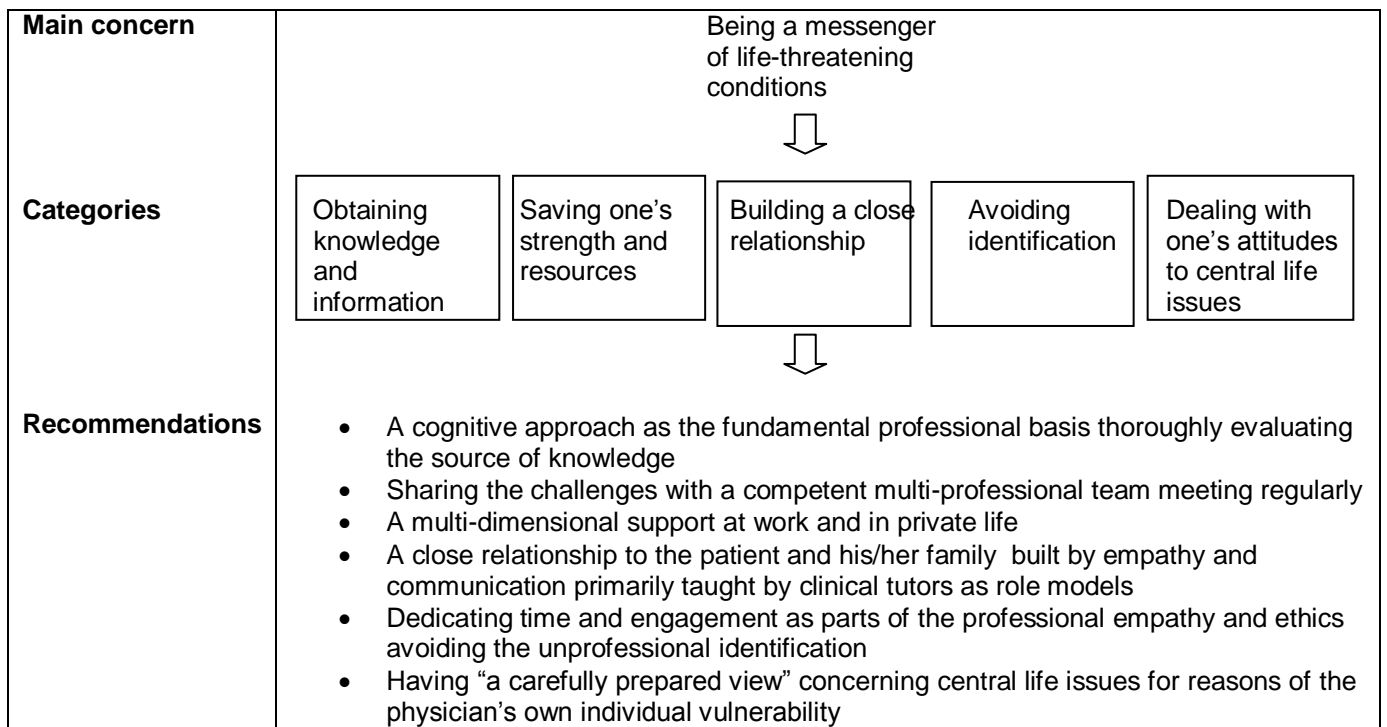 Main concern
Being a messenger
of life-threatening
conditions
Categories
Obtaining
knowledge
and
information
Saving one's
strength and
resources
Building a close
relationship
Avoiding
identification
Dealing with
one's attitudes
to central life
issues
Recommendations
• A cognitive approach as the fundamental professional basis thoroughly evaluating
the source of knowledge
• Sharing the challenges with a competent multi-professional team meeting regularly
• A multi-dimensional support at work and in private life
• A close relationship to the patient and his/her family built by empathy and
communication primarily taught by clinical tutors as role models
• Dedicating time and engagement as parts of the professional empathy and ethics
avoiding the unprofessional identification
• Having “a carefully prepared view” concerning central life issues for reasons of the
physician's own individual vulnerability